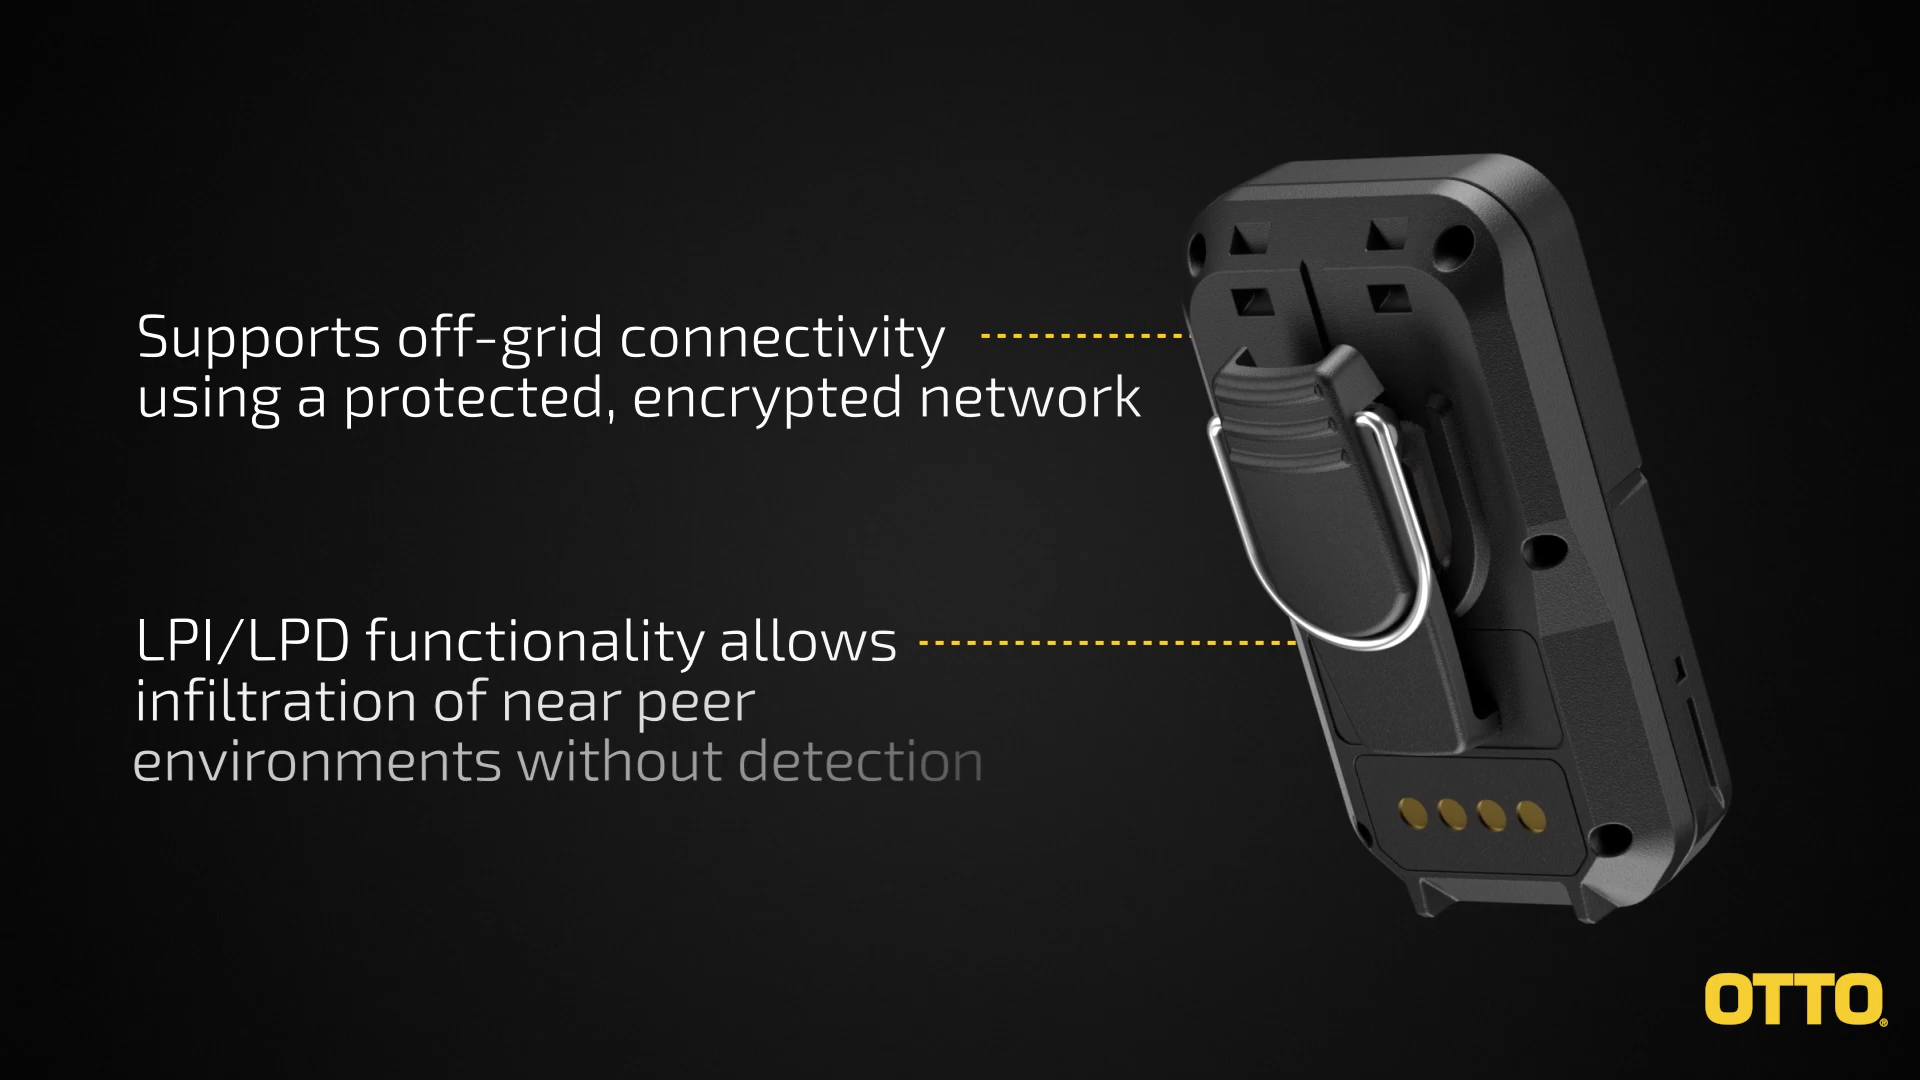 Supports off-grid connectivity
using a protected, encrypted network
LPI/LPD functionality allows
infiltration of near peer
environments without detection
OTTO®